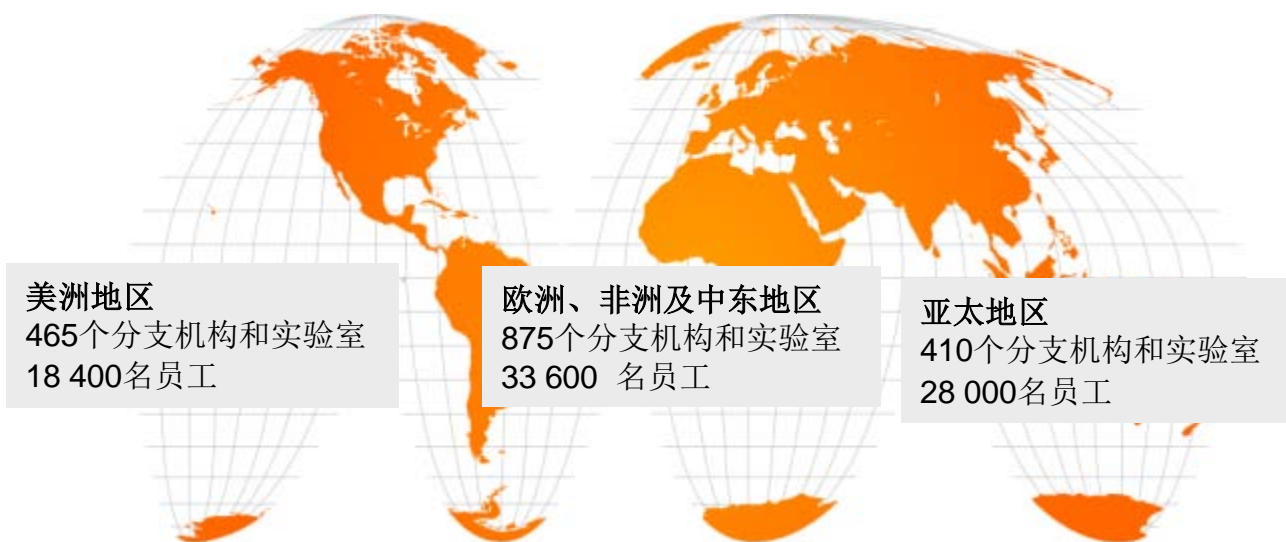 美洲地区
465个分支机构和实验室
18 400名员工
欧洲、非洲及中东地区
875个分支机构和实验室
33 600 名员工
亚太地区
410个分支机构和实验室
28 000名员工